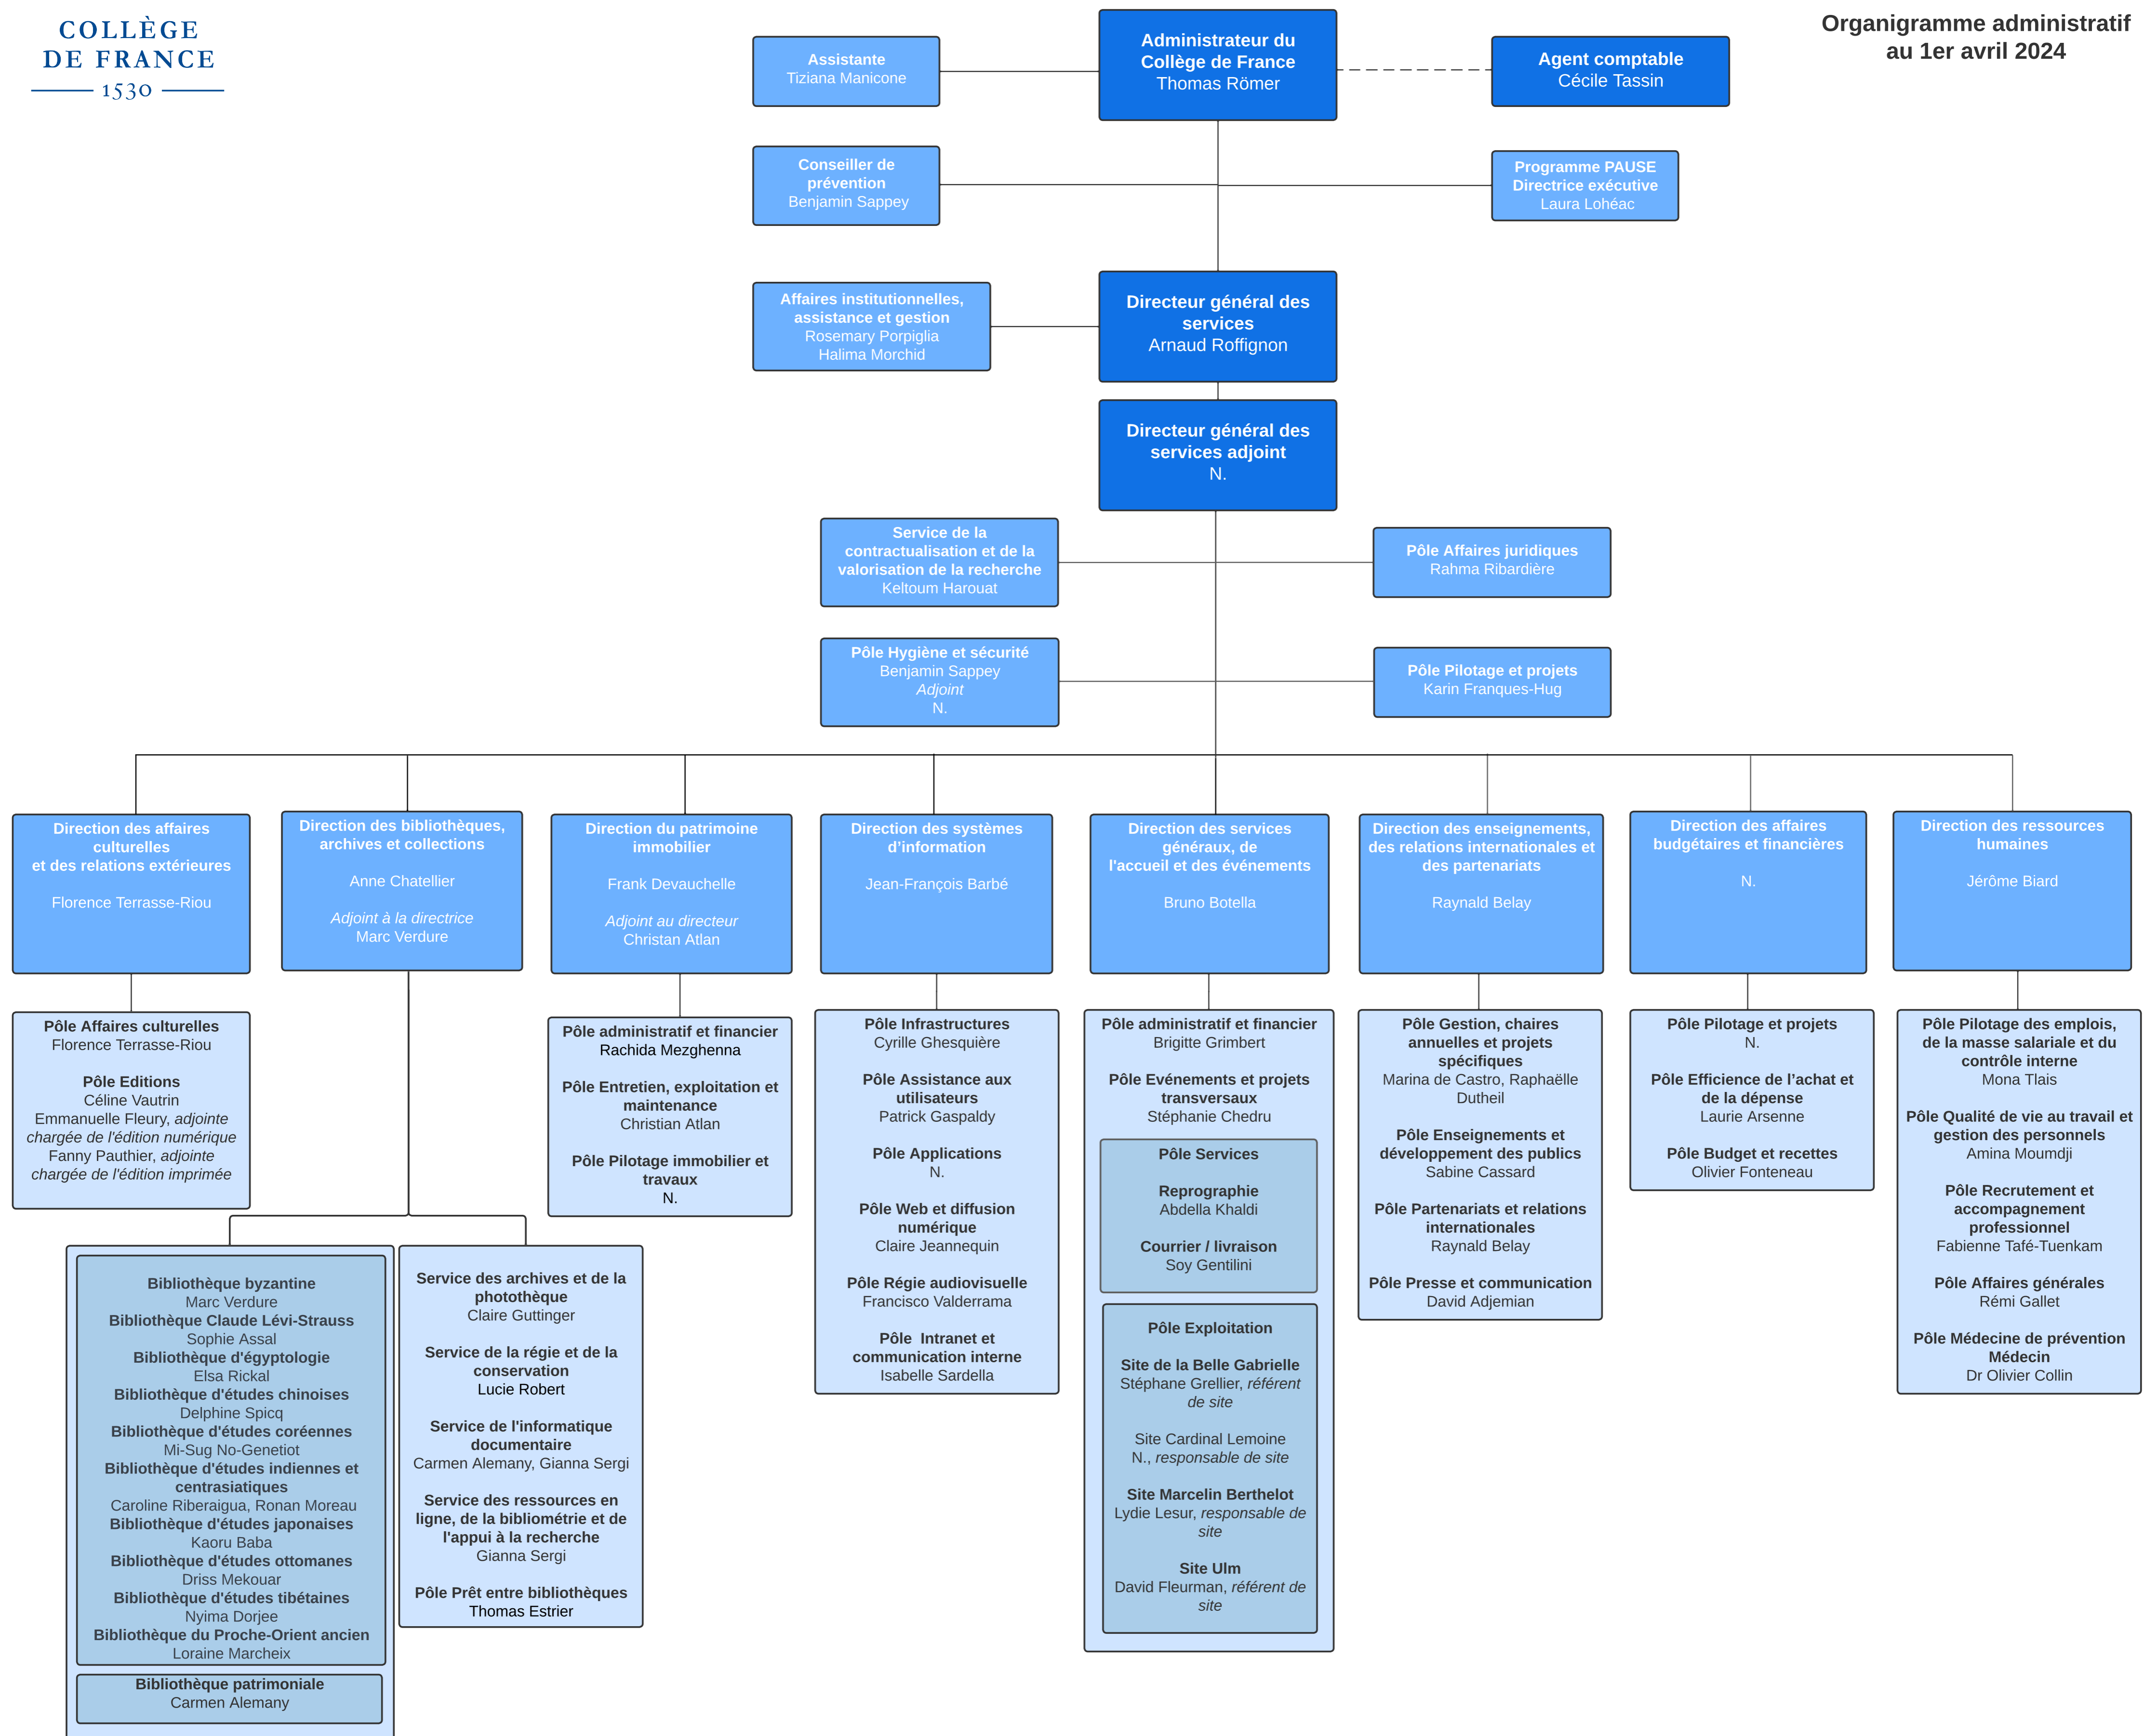 COLLÈGE
DE FRANCE
1530
Organigramme administratif
au 1er avril 2024
Assistante
Tiziana Manicone
Administrateur du
Collège de France
Thomas Römer
Agent comptable
Cécile Tassin
Conseiller de
prévention
Benjamin Sappey
Programme PAUSE
Directrice exécutive
Laura Lohéac
Affaires institutionnelles,
assistance et gestion
Rosemary Porpiglia
Halima Morchid
Directeur général des
services
Arnaud Roffignon
Directeur général des
services adjoint
N.
Service de la
contractualisation et de la
valorisation de la recherche
Keltoum Harouat
Pôle Affaires juridiques
Rahma Ribardière
Pôle Hygiène et sécurité
Benjamin Sappey
Adjoint
N.
Pôle Pilotage et projets
Karin Franques-Hug
Direction des affaires
culturelles
et des relations extérieures
Florence Terrasse-Riou
Direction des bibliothèques,
archives et collections
Anne Chatellier
Adjoint à la directrice
Marc Verdure
Direction du patrimoine
immobilier
Frank Devauchelle
Adjoint au directeur
Christan Atlan
Direction des systèmes
d’information
Jean-François Barbé
Direction des services
généraux, de
l'accueil et des événements
Bruno Botella
Direction des enseignements,
des relations internationales et
des partenariats
Raynald Belay
Direction des affaires
budgétaires et financières
N.
Direction des ressources
humaines
Jérôme Biard
Pôle Affaires culturelles
Florence Terrasse-Riou
Pôle Editions
Céline Vautrin
Emmanuelle Fleury, adjointe
chargée de l'édition numérique
Fanny Pauthier, adjointe
chargée de l'édition imprimée
Bibliothèque byzantine
Marc Verdure
Bibliothèque Claude Lévi-Strauss
Sophie Assal
Bibliothèque d'égyptologie
Elsa Rickal
Bibliothèque d'études chinoises
Delphine Spicq
Bibliothèque d'études coréennes
Mi-Sug No-Genetiot
Bibliothèque d'études indiennes et
centrasiatiques
Caroline Riberaigua, Ronan Moreau
Bibliothèque d'études japonaises
Kaoru Baba
Bibliothèque d'études ottomanes
Driss Mekouar
Bibliothèque d'études tibétaines
Nyima Dorjee
Bibliothèque du Proche-Orient ancien
Loraine Marcheix
Bibliothèque patrimoniale
Carmen Alemany
Service des archives et de la
photothèque
Claire Guttinger
Service de la régie et de la
conservation
Lucie Robert
Service de l'informatique
documentaire
Carmen Alemany, Gianna Sergi
Service des ressources en
ligne, de la bibliométrie et de
l'appui à la recherche
Gianna Sergi
Pôle Prêt entre bibliothèques
Thomas Estrier
Pôle administratif et financier
Rachida Mezghenna
Pôle Entretien, exploitation et
maintenance
Christian Atlan
Pôle Pilotage immobilier et
travaux
N.
Pôle Infrastructures
Cyrille Ghesquière
Pôle Assistance aux
utilisateurs
Patrick Gaspaldy
Pôle Applications
N.
Pôle Web et diffusion
numérique
Claire Jeannequin
Pôle Régie audiovisuelle
Francisco Valderrama
Pôle  Intranet et
communication interne
Isabelle Sardella
Pôle administratif et financier
Brigitte Grimbert
Pôle Evénements et projets
transversaux
Stéphanie Chedru
Pôle Services
Reprographie
Abdella Khaldi
Courrier / livraison
Soy Gentilini
Pôle Exploitation
Site de la Belle Gabrielle
Stéphane Grellier, référent
de site
Site Cardinal Lemoine
N., responsable de site
Site Marcelin Berthelot
Lydie Lesur, responsable de
site
Site Ulm
David Fleurman, référent de
site
Pôle Gestion, chaires
annuelles et projets
spécifiques
Marina de Castro, Raphaëlle
Dutheil
Pôle Enseignements et
développement des publics
Sabine Cassard
Pôle Partenariats et relations
internationales
Raynald Belay
Pôle Presse et communication
David Adjemian
Pôle Pilotage et projets
N.
Pôle Efficience de l’achat et
de la dépense
Laurie Arsenne
Pôle Budget et recettes
Olivier Fonteneau
Pôle Pilotage des emplois,
de la masse salariale et du
contrôle interne
Mona Tlais
Pôle Qualité de vie au travail et
gestion des personnels
Amina Moumdji
Pôle Recrutement et
accompagnement
professionnel
Fabienne Tafé-Tuenkam
Pôle Affaires générales
Rémi Gallet
Pôle Médecine de prévention
Médecin
Dr Olivier Collin